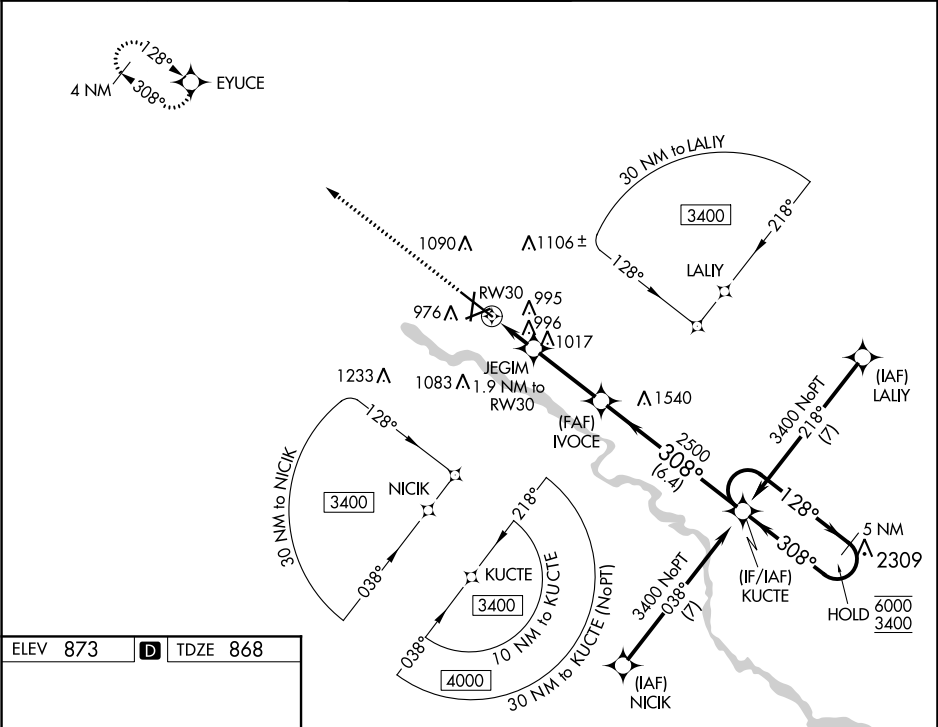 128°
308°
4 NM
EYUCE
30 NM to LALIY
3400
218°
128°
LALIY
1090
1106 ±
RW30
995
976
996
1017
JEGIM
1.9 NM to
RW30
1233
1083
(FAF)
IVOCE
1540
(IAF)
LALIY
3400 NoPT
218°
(7)
2500
308°
(6.4)
128°
30 NM to NICIK
3400
NICIK
038°
218°
KUCTE
3400
10 NM to KUCTE
038°
4000
30 NM to KUCTE (NoPT)
128°
308°
5 NM
2309
(IF/IAF)
KUCTE
HOLD
6000
3400
3400 NoPT
038°
(7)
(IAF)
NICIK
ELEV 873 D TDZE 868